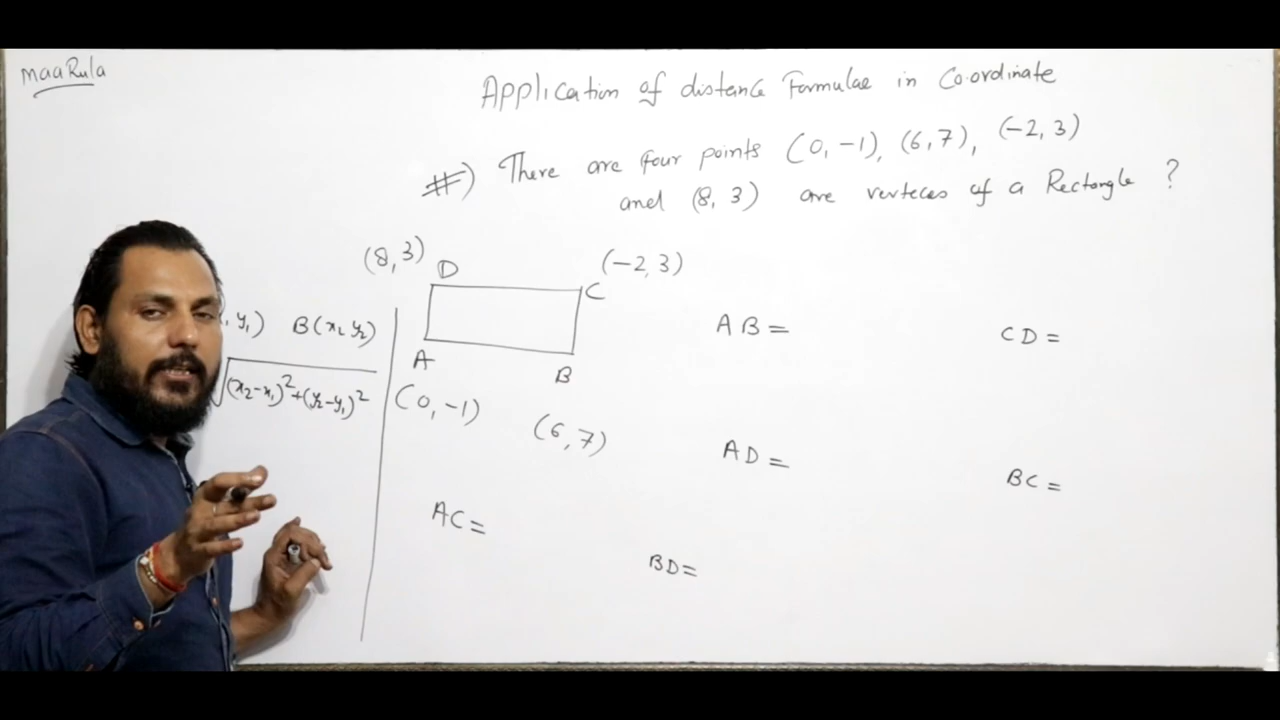 MaaRula
Application of distance Formulae in Co.ordinate
#) There are four points (0, -1), (6, 7), (-2, 3)
and (8, 3) are verteces of a Rectangle ?
(8, 3) D (-2, 3)
C
, y₁) B(x₂ y₂)
√(x₂-x₁)²+(y₂-y₁)²
A B
(0, -1) (6, 7)
AB= CD=
AD= BC=
AC=
BD=